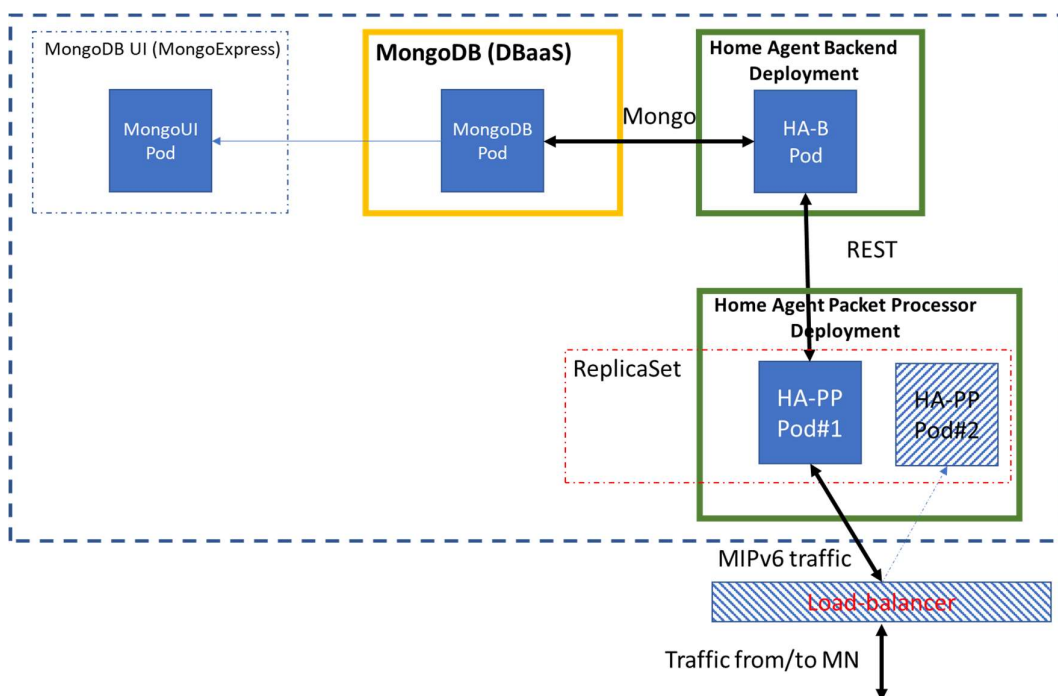 MongoDB UI (MongoExpress)
MongoUI
Pod
MongoDB (DBaaS)
MongoDB
Pod
Mongo
Home Agent Backend
Deployment
HA-B
Pod
REST
Home Agent Packet Processor
Deployment
ReplicaSet
HA-PP
Pod#1
HA-PP
Pod#2
MIPv6 traffic
Load-balancer
Traffic from/to MN